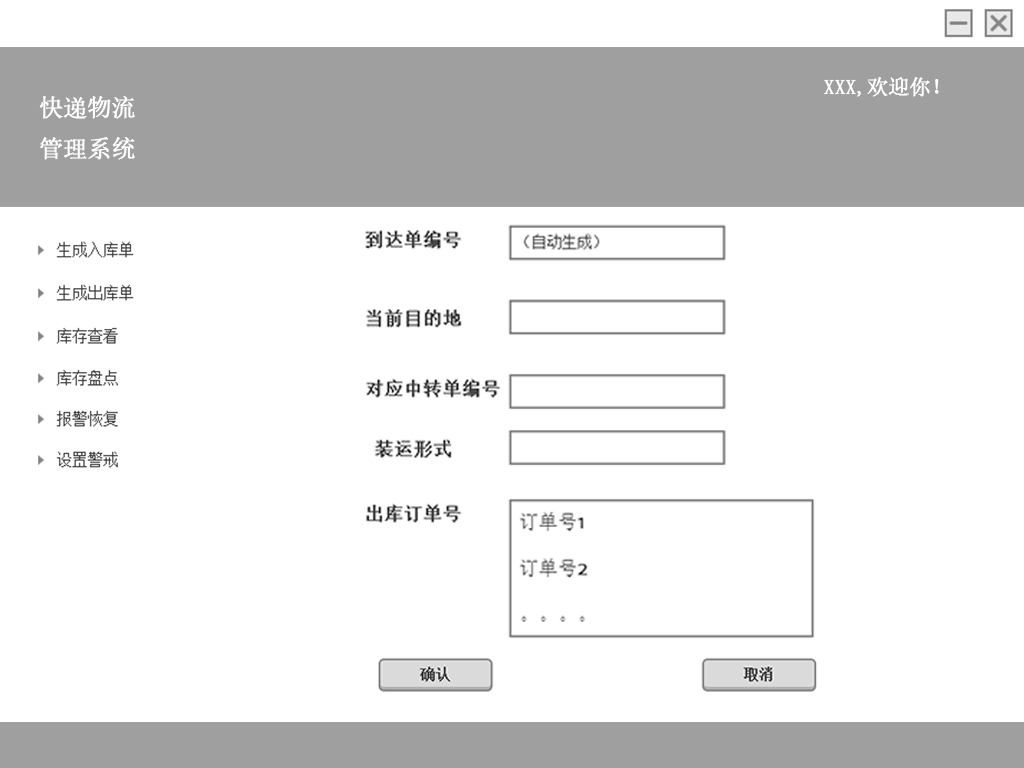 XXX,欢迎你！
快递物流
管理系统
生成入库单
生成出库单
库存查看
库存盘点
报警恢复
设置警戒
到达单编号 （自动生成）
当前目的地
对应中转单编号
装运形式
出库订单号
订单号1
订单号2
。。。。
确认 取消